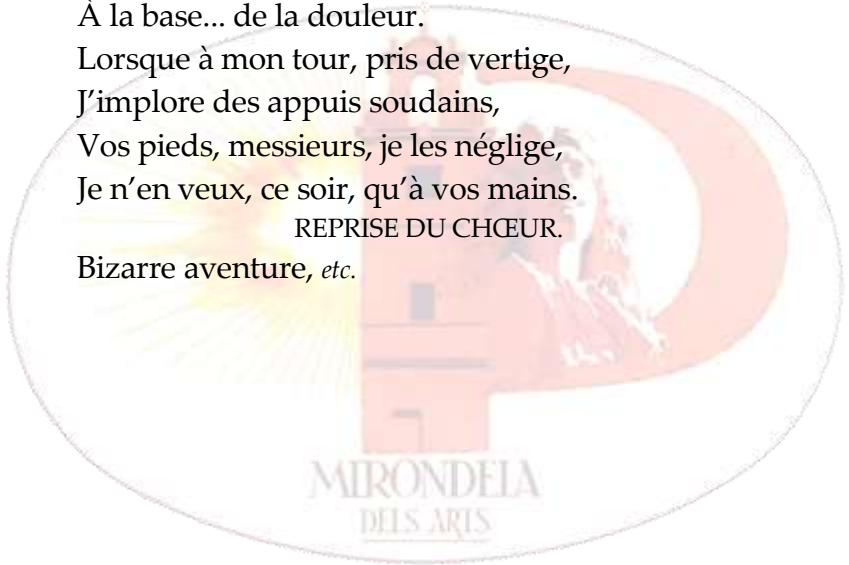 À la base... de la douleur.
Lorsque à mon tour, pris de vertige,
J’implore des appuis soudains,
Vos pieds, messieurs, je les néglige,
Je n’en veux, ce soir, qu’à vos mains.
REPRISE DU CHŒUR.
Bizarre aventure, etc.
MIRONDELA
DELS ARTS